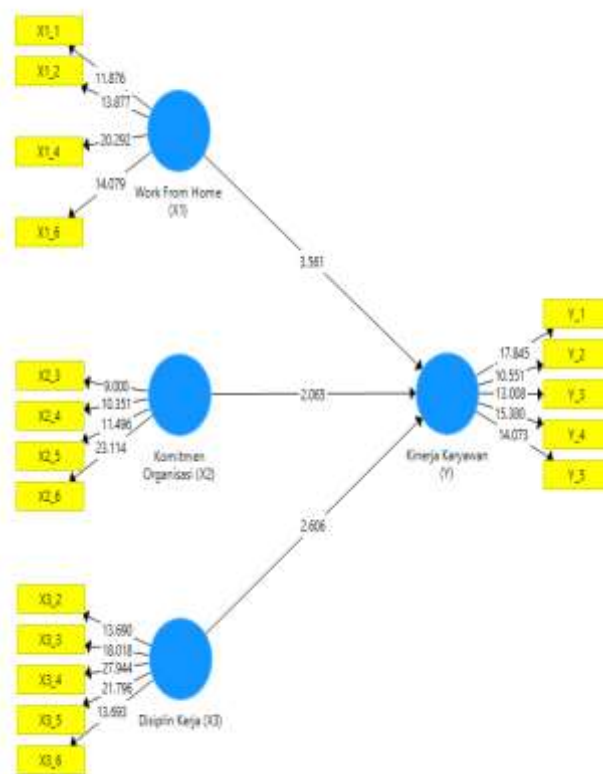 X1_1
X1_2
X1_4
X1_6
11.876
13.877
20.292
14.079
Work From Home
(X1)
3.561
X2_3
X2_4
X2_5
X2_6
9.000
10.351
11.496
23.114
Komitmen
Organisasi (X2)
2.063
Y_1
Y_2
Y_3
Y_4
Y_5
17.845
10.551
13.008
15.380
14.073
Kinerja Karyawan
(Y)
2.606
X3_2
X3_3
X3_4
X3_5
X3_6
13.690
18.018
27.944
21.796
13.693
Disiplin Kerja (X3)